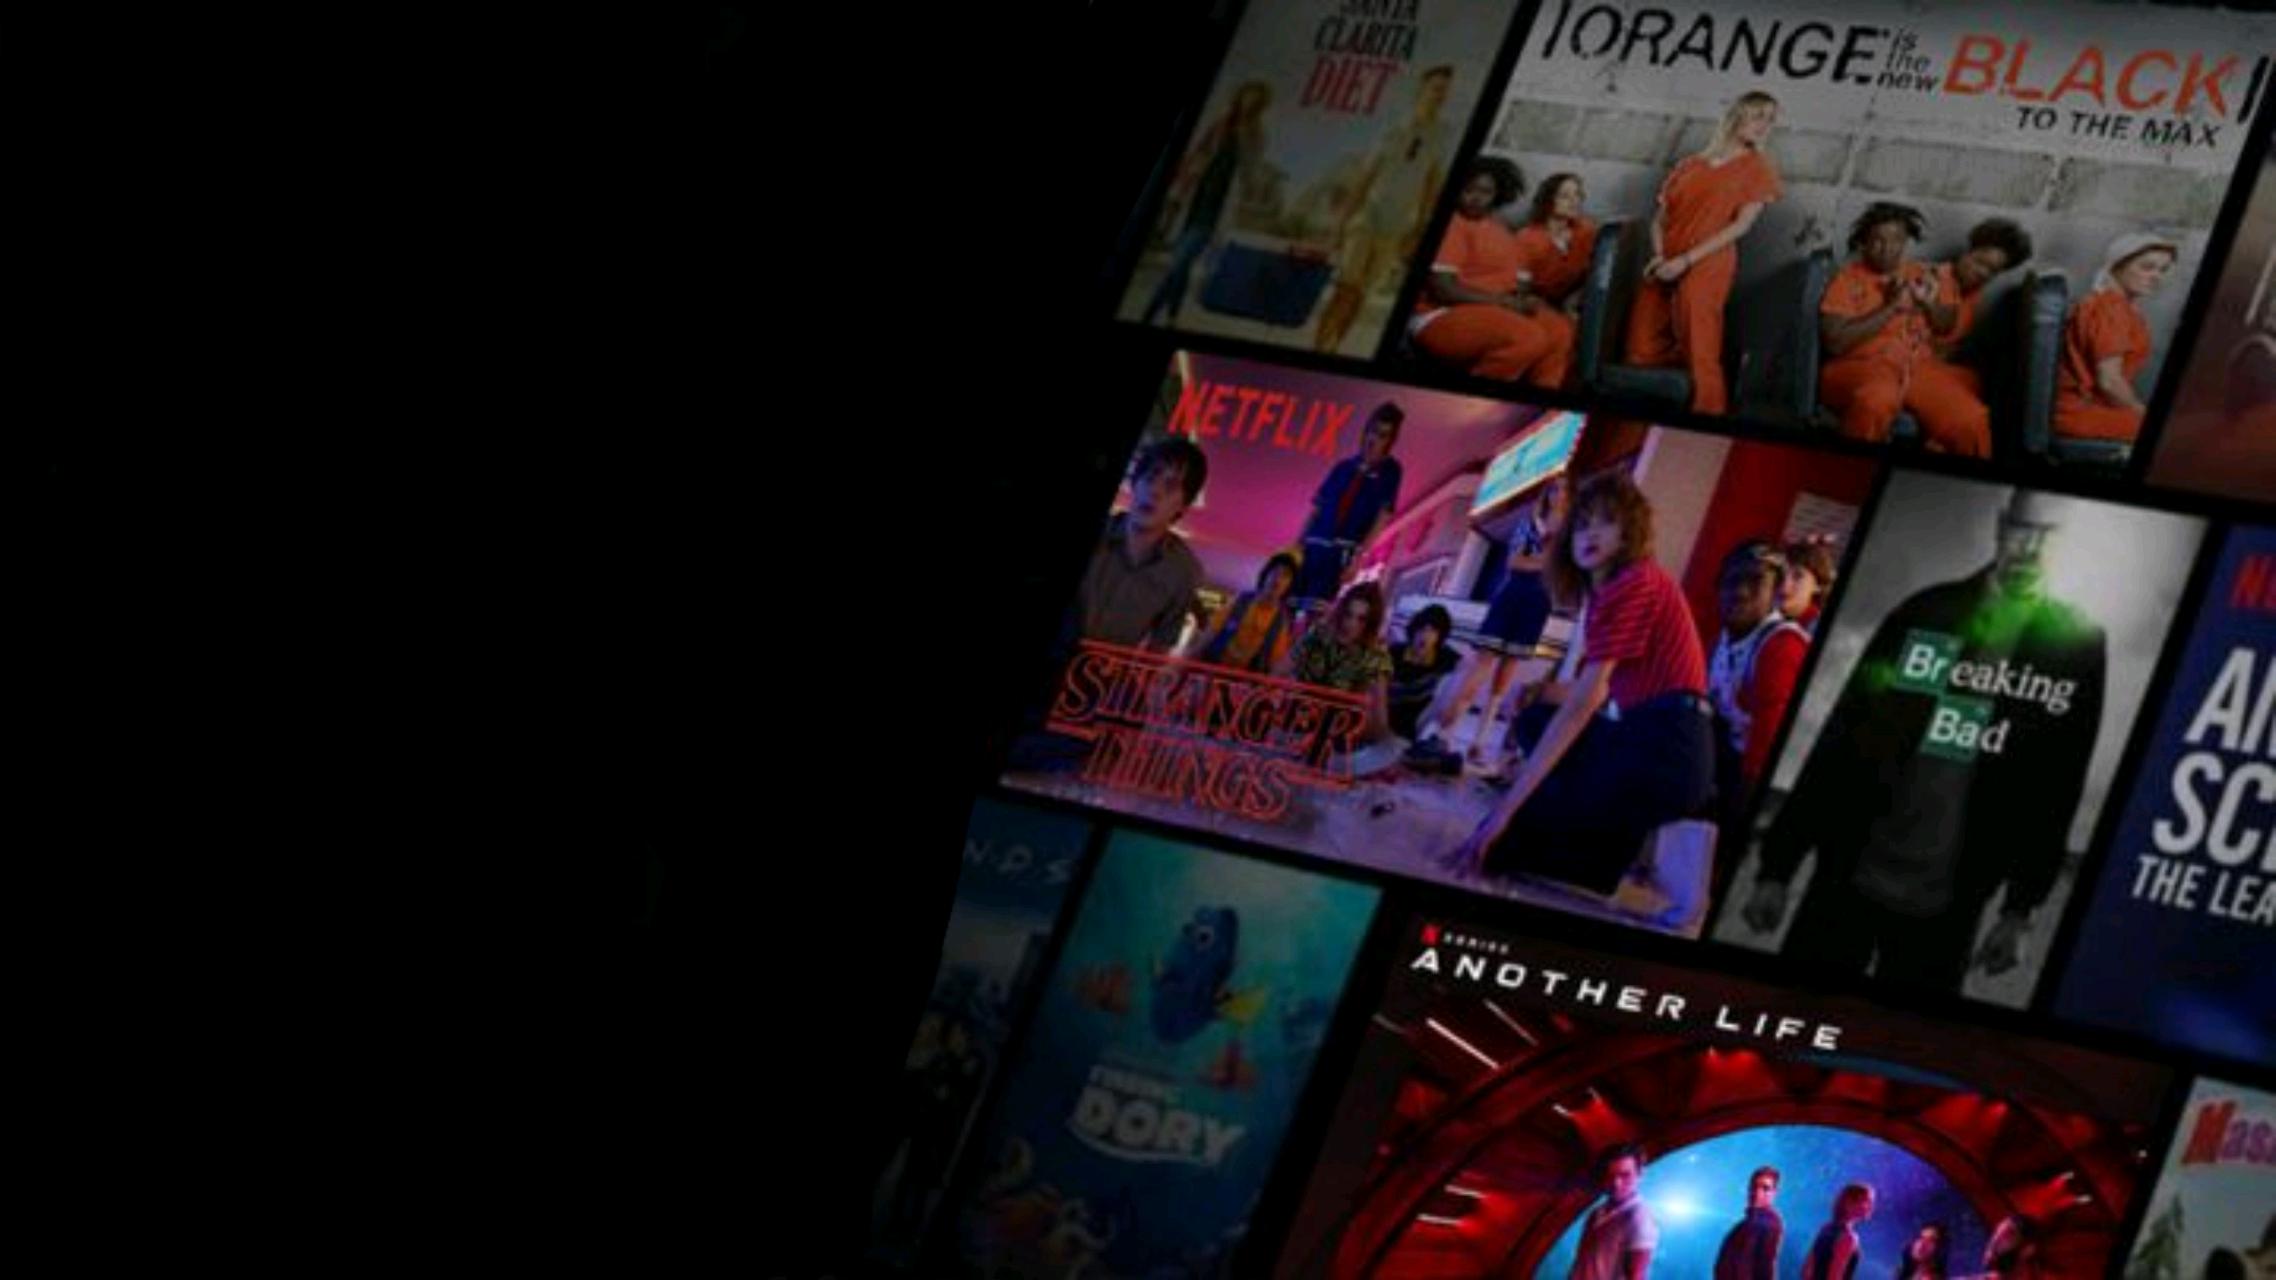 SANTA
CLARITA
DIET
ORANGE is the new BLACK
TO THE MAX
NETFLIX
STRANGER
THINGS
Breaking
Bad
THE LEA
N·D·S
FINDING
DORY
N SERIES
ANOTHER LIFE